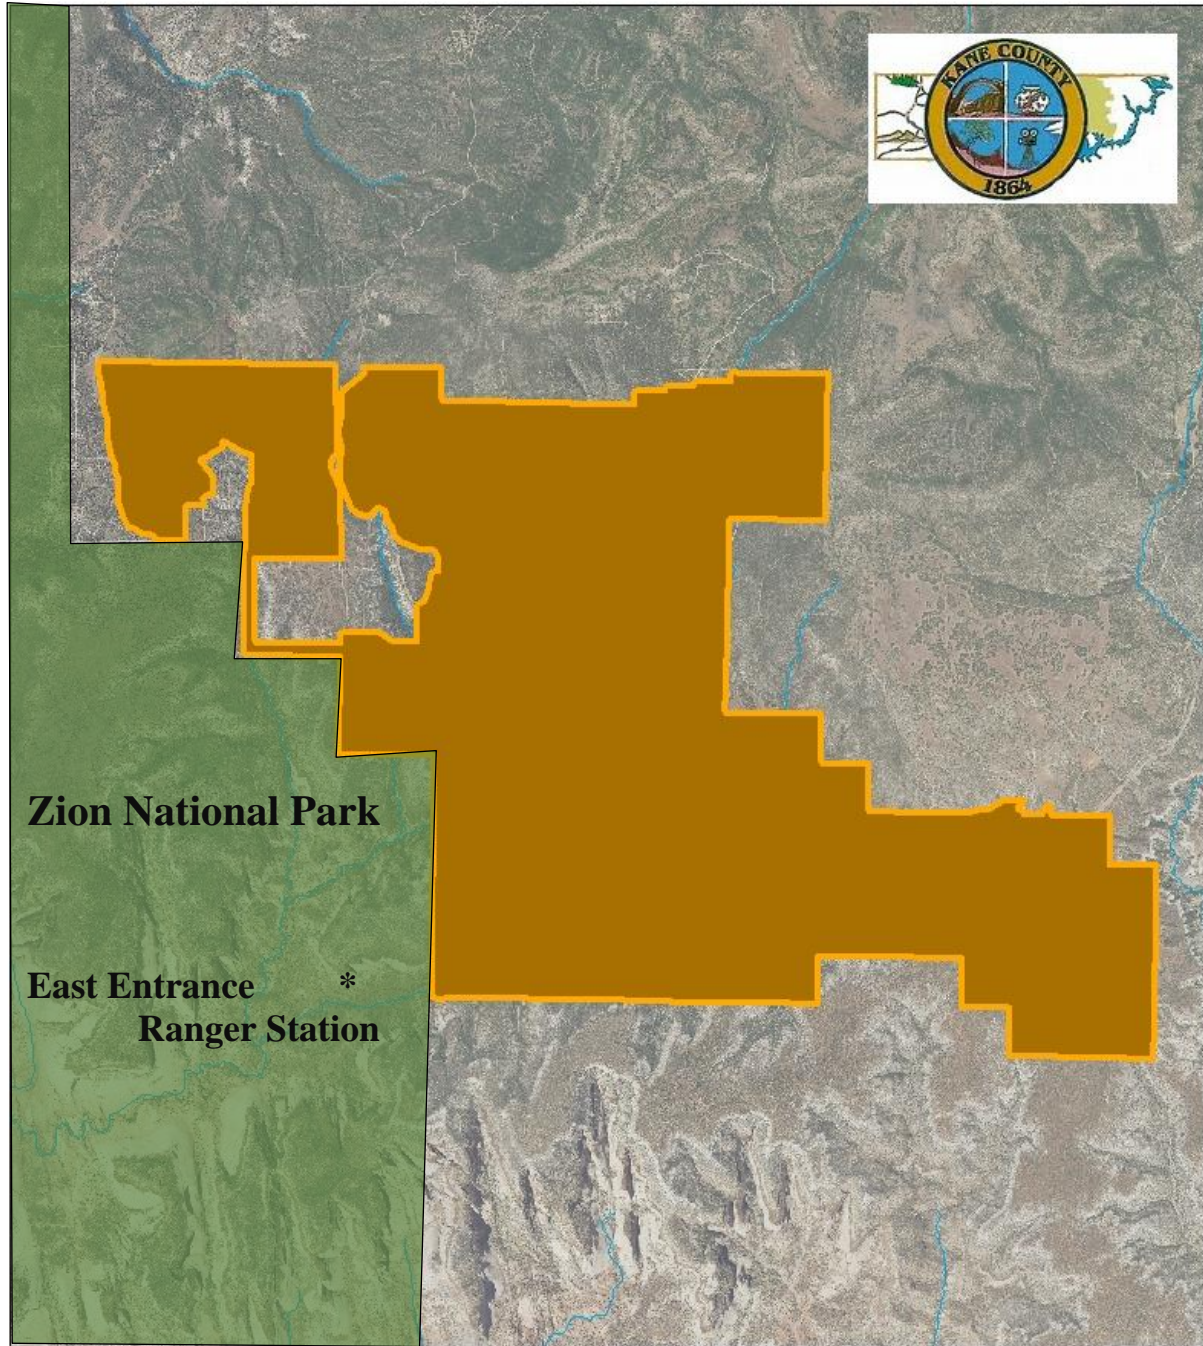 KANE COUNTY
1864
Zion National Park
East Entrance *
Ranger Station